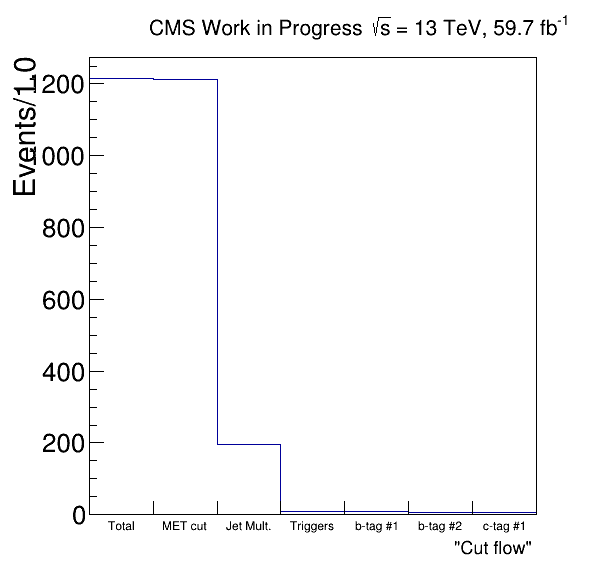 CMS Work in Progress √s = 13 TeV, 59.7 fb⁻¹
Events/1.0
1200
1000
800
600
400
200
0
Total MET cut Jet Mult. Triggers b-tag #1 b-tag #2 c-tag #1
"Cut flow"